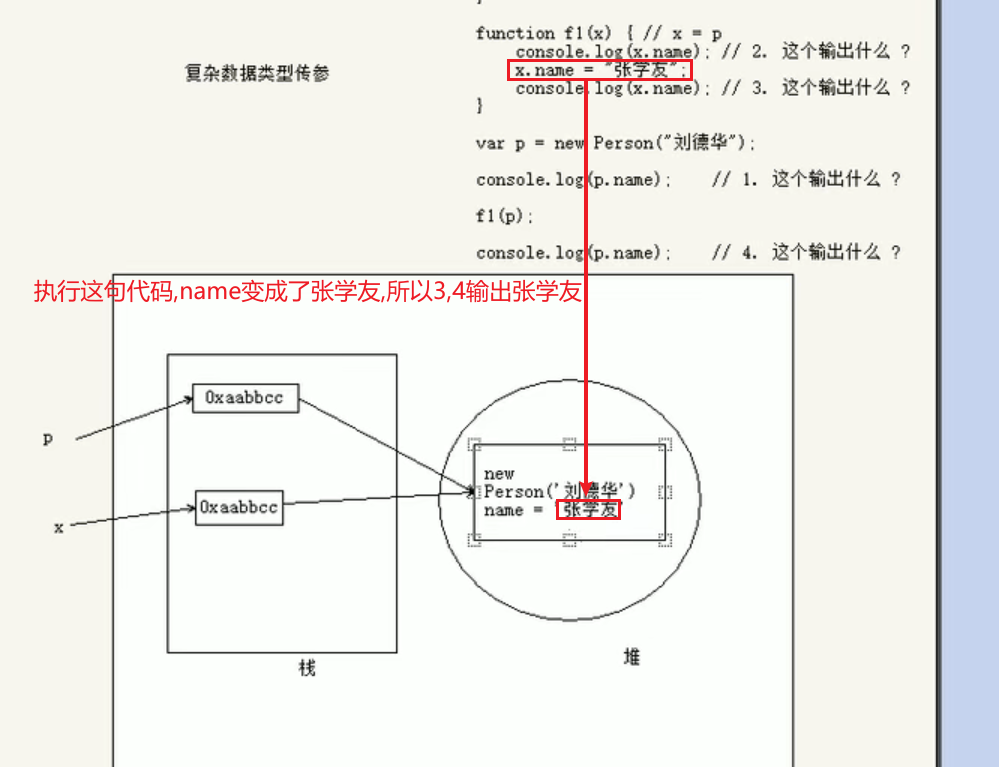 }
function f1(x) { // x = p
console.log(x.name); // 2. 这个输出什么 ?
复杂数据类型传参
x.name = "张学友";
console.log(x.name); // 3. 这个输出什么 ?
}
var p = new Person("刘德华");
console.log(p.name); // 1. 这个输出什么 ?
f1(p);
console.log(p.name); // 4. 这个输出什么 ?
执行这句代码,name变成了张学友,所以3,4输出张学友
0xaabbcc
p
new
Person('刘德华')
0xaabbcc
name = "张学友"
x
栈
堆